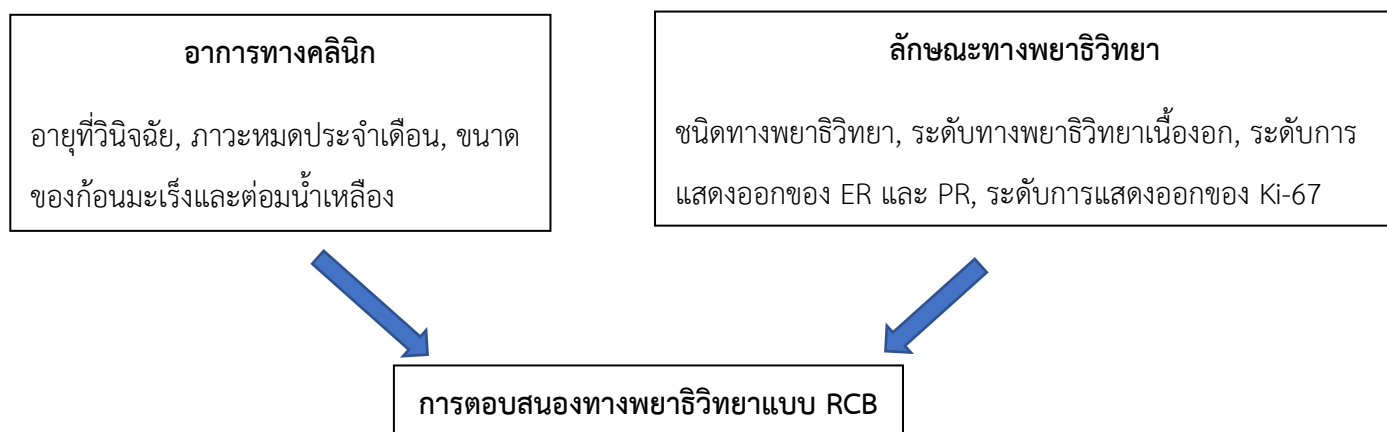 อาการทางคลินิก
อายุที่วินิจฉัย, ภาวะหมดประจำเดือน, ขนาด
ของก้อนมะเร็งและต่อมน้ำเหลือง
ลักษณะทางพยาธิวิทยา
ชนิดทางพยาธิวิทยา, ระดับทางพยาธิวิทยาเนื้องอก, ระดับการ
แสดงออกของ ER และ PR, ระดับการแสดงออกของ Ki-67
การตอบสนองทางพยาธิวิทยาแบบ RCB